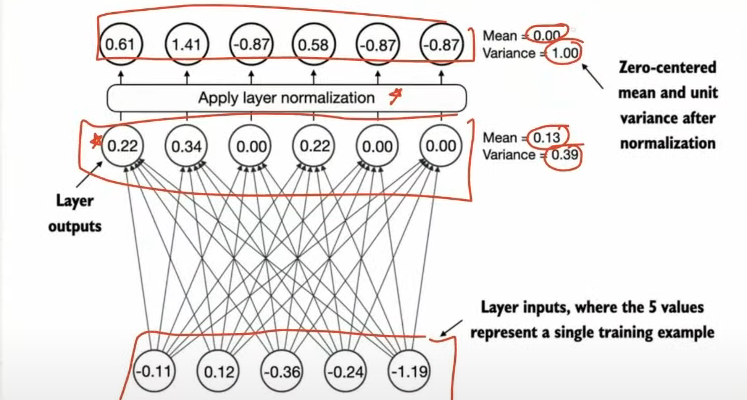 0.61 1.41 -0.87 0.58 -0.87 -0.87
Mean = 0.00
Variance = 1.00
Zero-centered
mean and unit
variance after
normalization
Apply layer normalization
0.22 0.34 0.00 0.22 0.00 0.00
Mean = 0.13
Variance = 0.39
Layer
outputs
Layer inputs, where the 5 values
represent a single training example
-0.11 0.12 -0.36 -0.24 -1.19